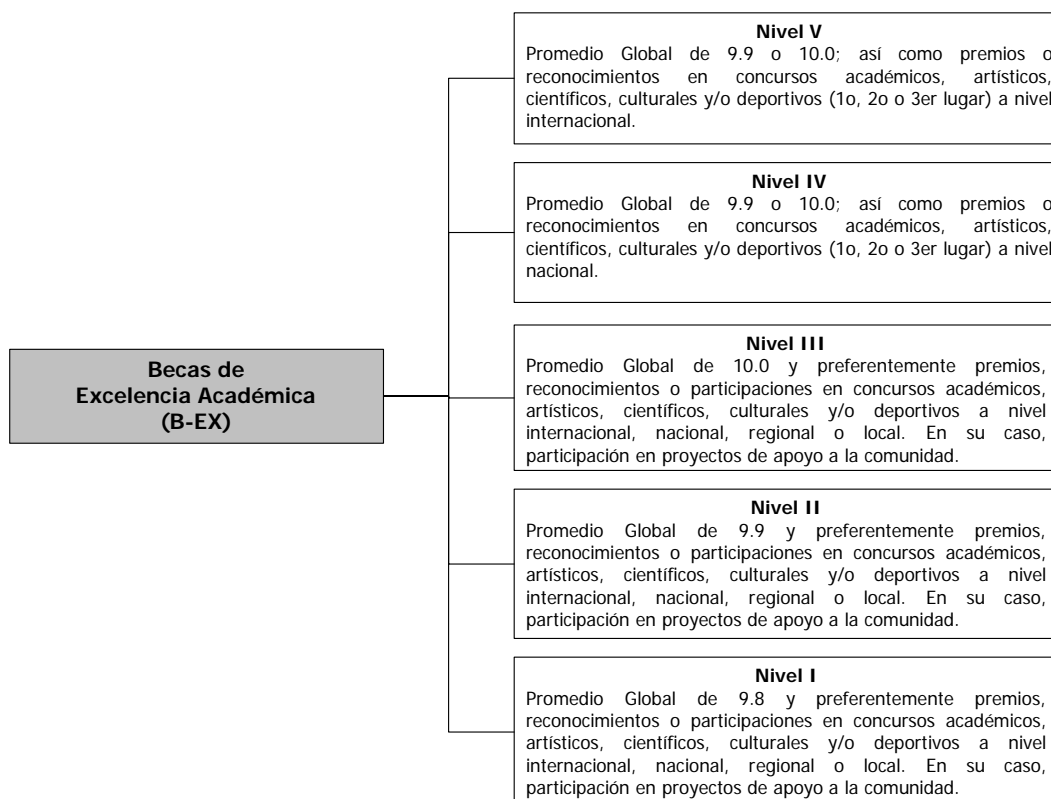 Nivel V
Promedio Global de 9.9 o 10.0; así como premios o
reconocimientos en concursos académicos, artísticos,
científicos, culturales y/o deportivos (1o, 2o o 3er lugar) a nivel
internacional.
Nivel IV
Promedio Global de 9.9 o 10.0; así como premios o
reconocimientos en concursos académicos, artísticos,
científicos, culturales y/o deportivos (1o, 2o o 3er lugar) a nivel
nacional.
Becas de
Excelencia Académica
(B-EX)
Nivel III
Promedio Global de 10.0 y preferentemente premios,
reconocimientos o participaciones en concursos académicos,
artísticos, científicos, culturales y/o deportivos a nivel
internacional, nacional, regional o local. En su caso,
participación en proyectos de apoyo a la comunidad.
Nivel II
Promedio Global de 9.9 y preferentemente premios,
reconocimientos o participaciones en concursos académicos,
artísticos, científicos, culturales y/o deportivos a nivel
internacional, nacional, regional o local. En su caso,
participación en proyectos de apoyo a la comunidad.
Nivel I
Promedio Global de 9.8 y preferentemente premios,
reconocimientos o participaciones en concursos académicos,
artísticos, científicos, culturales y/o deportivos a nivel
internacional, nacional, regional o local. En su caso,
participación en proyectos de apoyo a la comunidad.